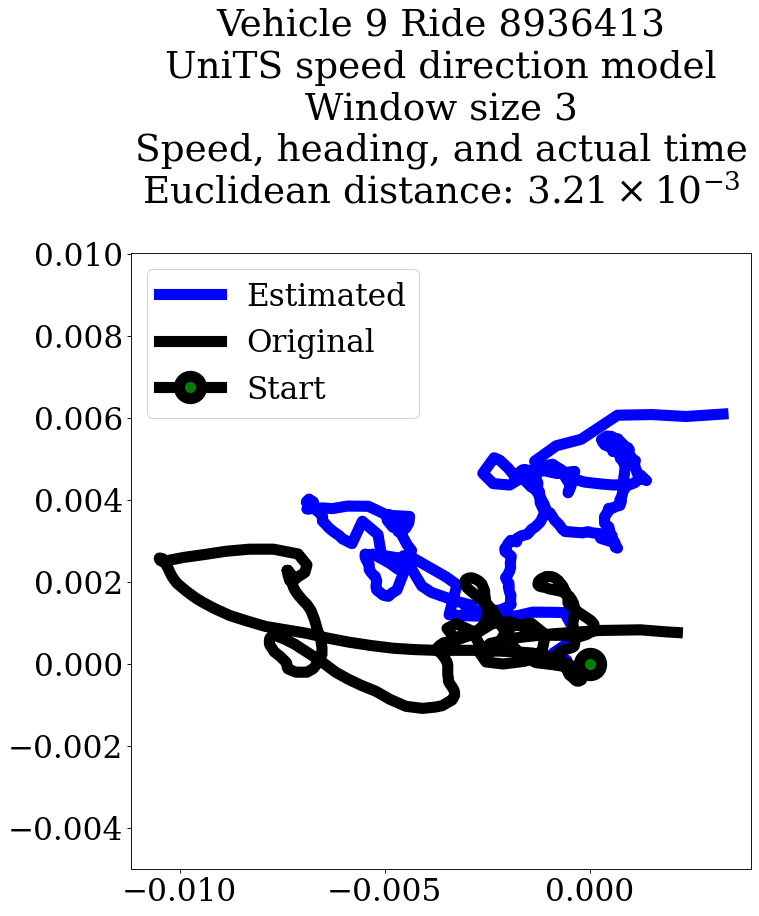 Vehicle 9 Ride 8936413
UniTS speed direction model
Window size 3
Speed, heading, and actual time
Euclidean distance: 3.21 × 10⁻³
0.010
0.008
0.006
0.004
0.002
0.000
−0.002
−0.004
Estimated
Original
Start
−0.010 −0.005 0.000